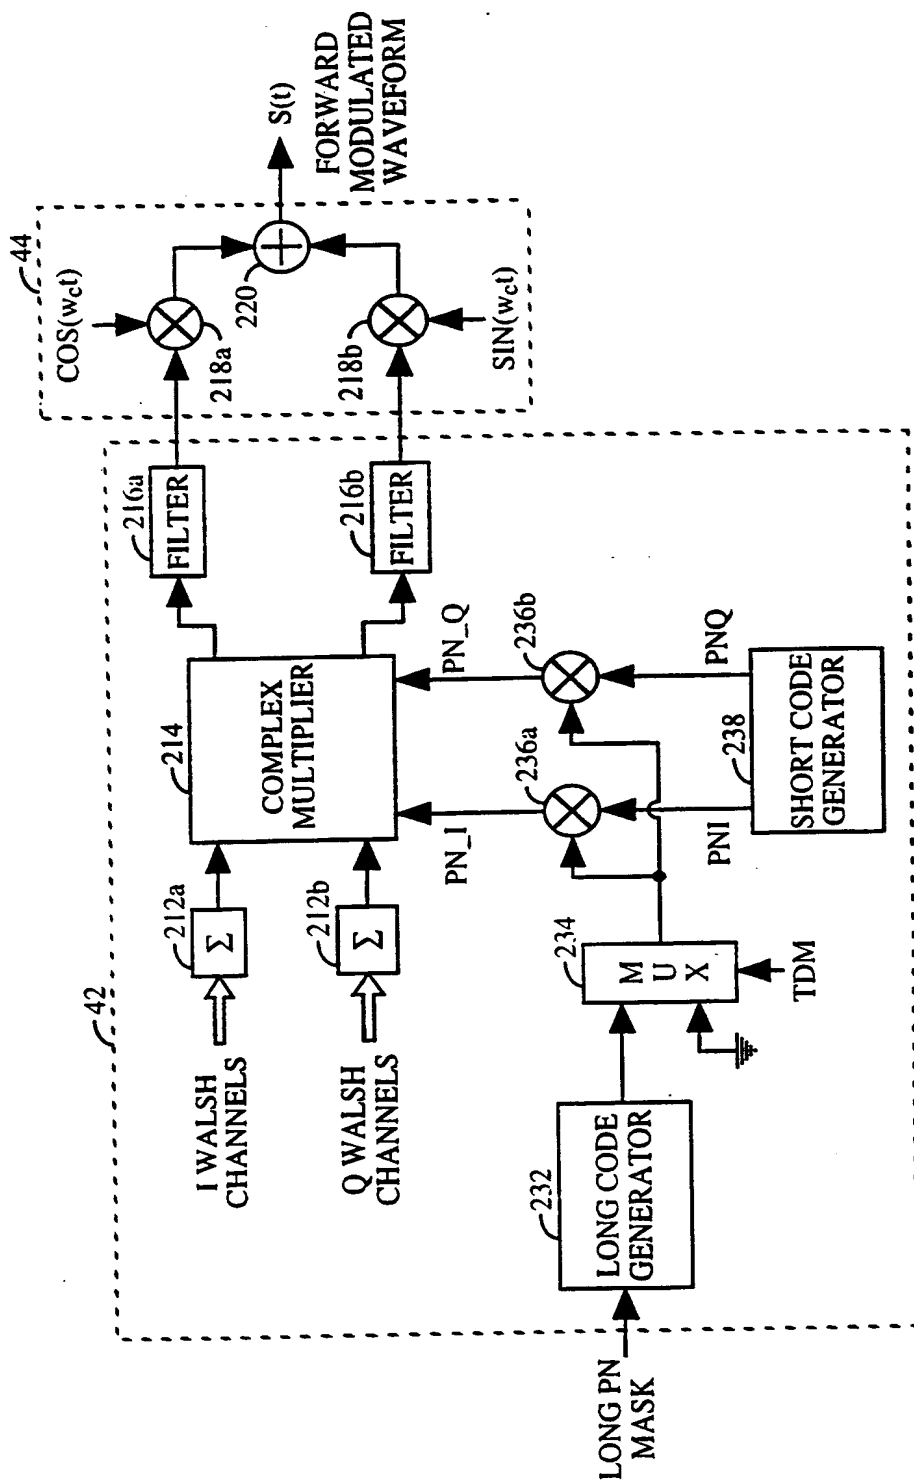 42
44
I WALSH
CHANNELS
212a
Σ
Q WALSH
CHANNELS
212b
Σ
214
COMPLEX
MULTIPLIER
216a
FILTER
216b
FILTER
COS(wct)
218a
218b
SIN(wct)
220
S(t)
FORWARD
MODULATED
WAVEFORM
PN_I
PN_Q
236a
236b
LONG PN
MASK
232
LONG CODE
GENERATOR
234
M
U
X
TDM
PNI
PNQ
238
SHORT CODE
GENERATOR